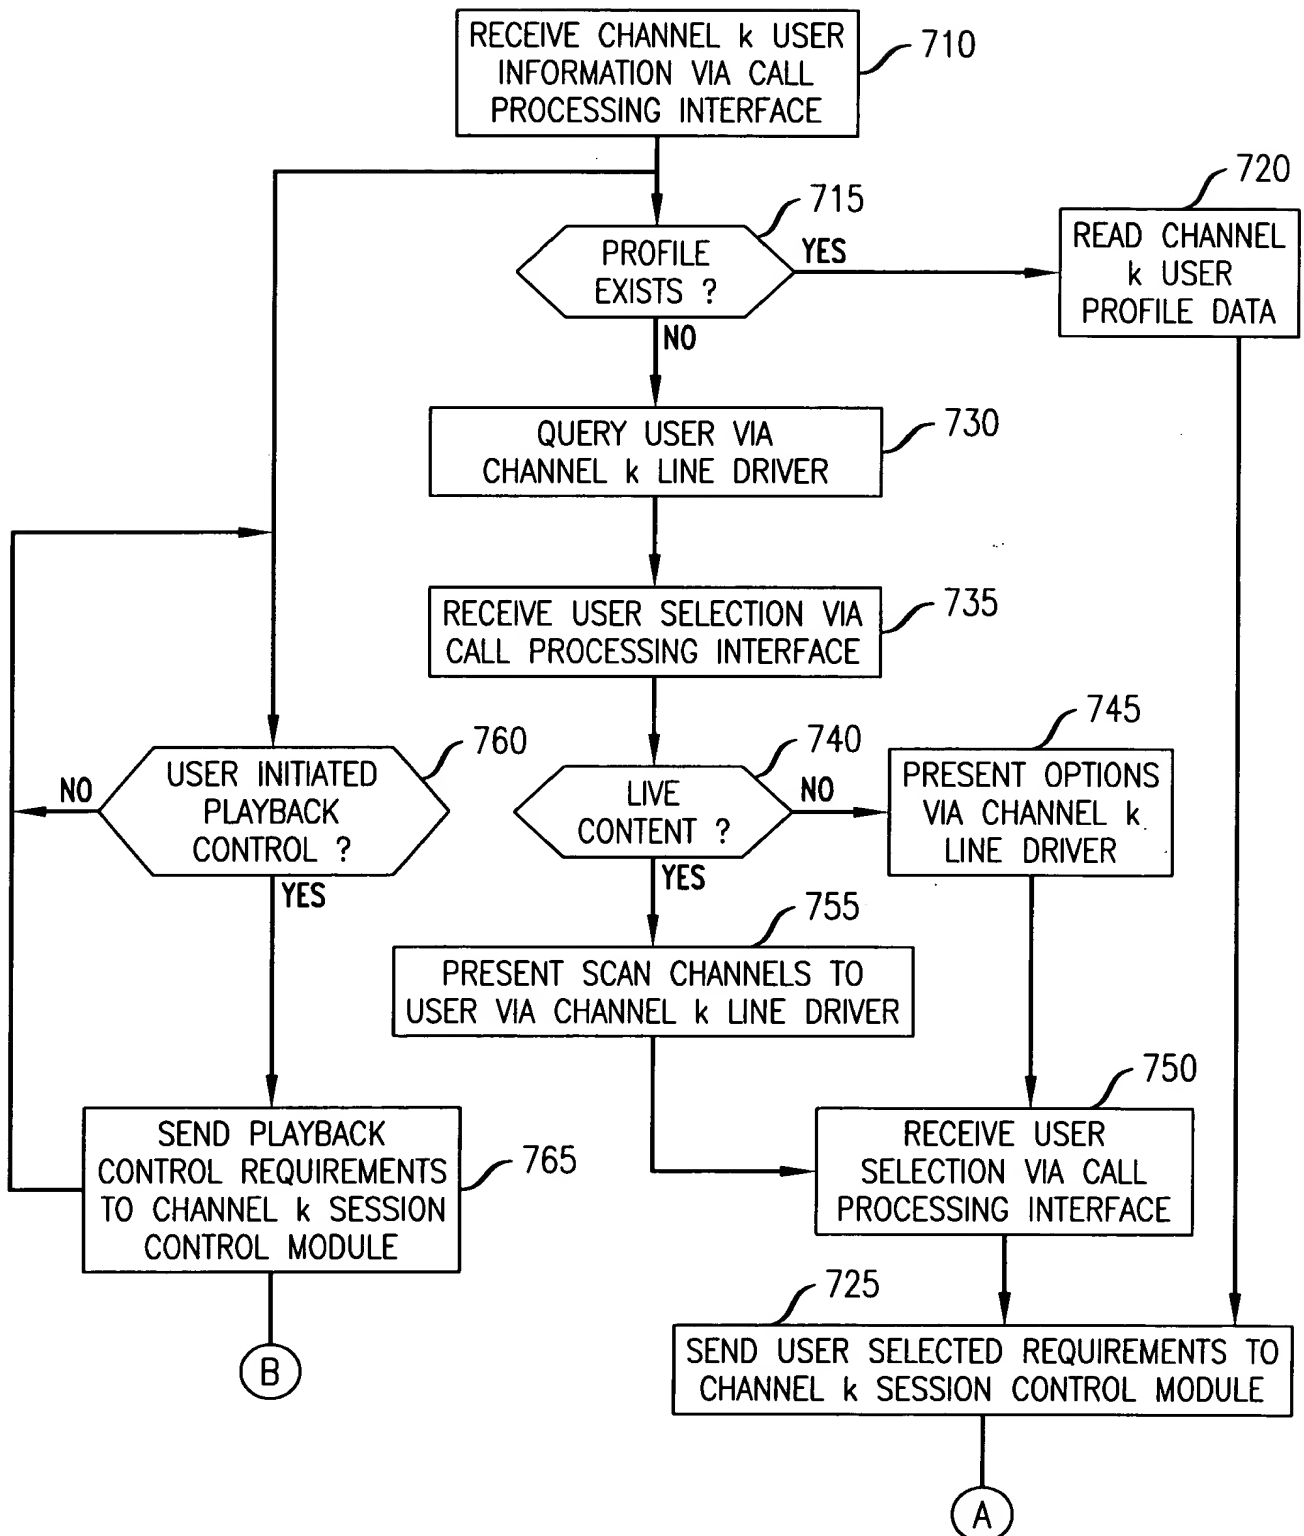 RECEIVE CHANNEL k USER
INFORMATION VIA CALL
PROCESSING INTERFACE
710
PROFILE
EXISTS ?
715
YES
NO
READ CHANNEL
k USER
PROFILE DATA
720
QUERY USER VIA
CHANNEL k LINE DRIVER
730
RECEIVE USER SELECTION VIA
CALL PROCESSING INTERFACE
735
USER INITIATED
PLAYBACK
CONTROL ?
760
NO
YES
LIVE
CONTENT ?
740
NO
YES
PRESENT OPTIONS
VIA CHANNEL k
LINE DRIVER
745
PRESENT SCAN CHANNELS TO
USER VIA CHANNEL k LINE DRIVER
755
RECEIVE USER
SELECTION VIA CALL
PROCESSING INTERFACE
750
SEND PLAYBACK
CONTROL REQUIREMENTS
TO CHANNEL k SESSION
CONTROL MODULE
765
B
SEND USER SELECTED REQUIREMENTS TO
CHANNEL k SESSION CONTROL MODULE
725
A